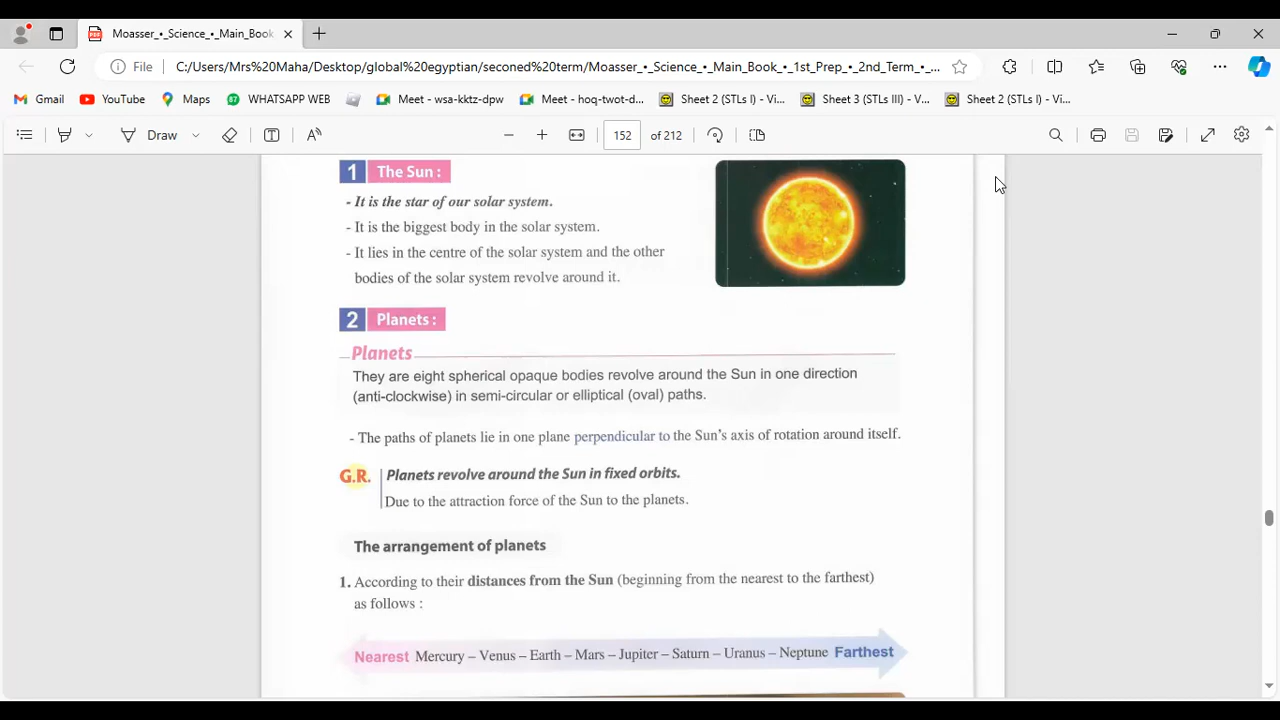 Moasser_•_Science_•_Main_Book
File
C:/Users/Mrs%20Maha/Desktop/global%20egyptian/seconed%20term/Moasser_•_Science_•_Main_Book_•_1st_Prep_•_2nd_Term_•_...
Gmail YouTube Maps WHATSAPP WEB Meet - wsa-kktz-dpw Meet - hoq-twot-d... Sheet 2 (STLs I) - Vi... Sheet 3 (STLs III) – V... Sheet 2 (STLs I) - Vi...
Draw 152 of 212
1 The Sun :
- It is the star of our solar system.
- It is the biggest body in the solar system.
- It lies in the centre of the solar system and the other
bodies of the solar system revolve around it.
2 Planets :
Planets
They are eight spherical opaque bodies revolve around the Sun in one direction
(anti-clockwise) in semi-circular or elliptical (oval) paths.
- The paths of planets lie in one plane perpendicular to the Sun's axis of rotation around itself.
G.R. Planets revolve around the Sun in fixed orbits.
Due to the attraction force of the Sun to the planets.
The arrangement of planets
1. According to their distances from the Sun (beginning from the nearest to the farthest)
as follows :
Nearest Mercury – Venus – Earth – Mars – Jupiter – Saturn – Uranus – Neptune Farthest